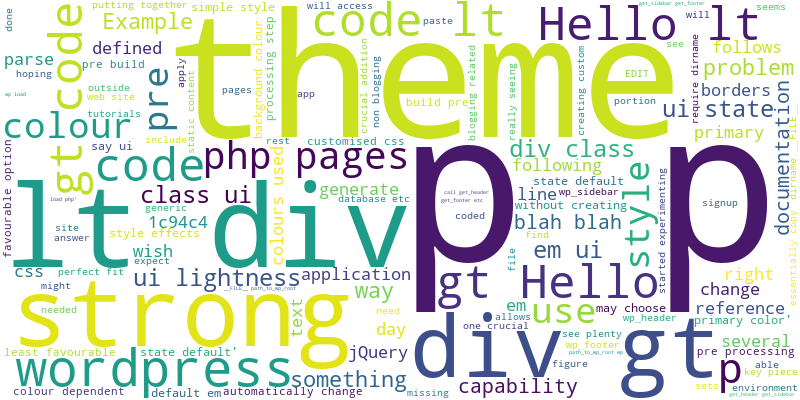 done
putting together
simple style
will access
code lt
paste
Hello lt
get_sidebar get_footer
seems
Example
theme
will
see
follows
parse
defined
hoping
pre build
apply
wp load
outside
web site
tutorials
code
gt
pre
static content
pages
background colour
processing step
app
crucial addition
non blogging
build pre
blogging related
really seeing
EDIT
creating custom
portion
require dirname
problem
borders
ui state
primary
documentation
essentially copy dirname __FILE__
colour
say ui
include
favourable option
load php'
code
php pages
rest
customised css
div class
following
state default
wp_sidebar
style
signup
started experimenting
class ui
colours used
generate
database etc
call get_header
get_footer etc
coded
line
without creating
blah blah
lt div
p p
generic
1c94c4
site
answer
style effects
wish
expect
css
perfect fit
might
ui lightness
application
find
file
em ui
gt Hello
right
change
__FILE__ path_to_wp_root
needed
strong
text
way
need
day
em
allows
one crucial
use
may choose
wp_header
reference
primary color'
see plenty
wp_footer
path_to_wp_root wp
several
least favourable
state default'
jQuery
div gt
figure
pre processing
able
key piece
wordpress
something
capability
missing
p
sets
environment
colour dependent
default em
automatically change
get_header get_sidebar